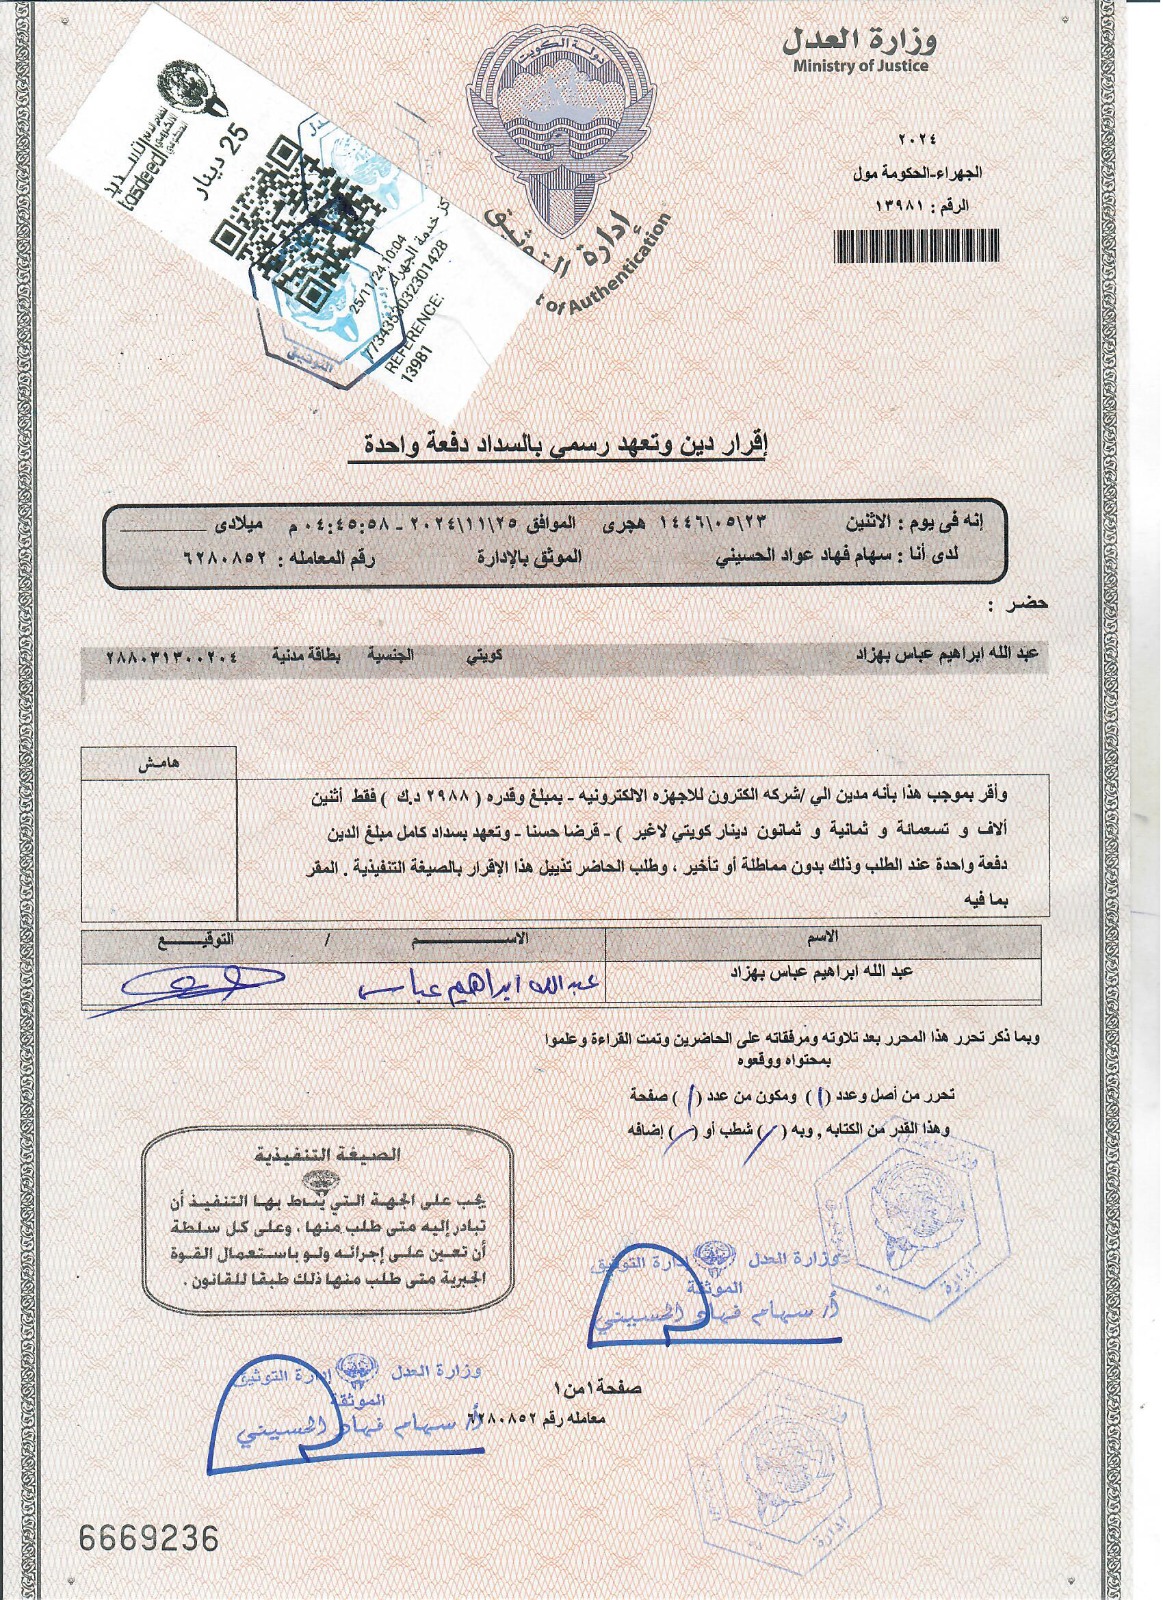 وزارة العدل
Ministry of Justice
٢٠٢٤
الجهراء-الحكومة مول
الرقم : ١٣٩٨١
دولة الكويت
إدارة التوثيق
t of Authentication
tasdeed
25 دينار
25/11/24 10:04
كز خدمة الجهراء
REFERENCE:
13981
التوثيق
إقرار دين وتعهد رسمي بالسداد دفعة واحدة
إنه فى يوم : الاثنين ١٤٤٦\٠٥\٢٣ هجرى الموافق ٢٠٢٤\١١\٢٥ - ٠٤:٤٥:٥٨ م ميلادى
لدى أنا : سهام فهاد عواد الحسيني الموثق بالإدارة رقم المعامله : ٦٢٨٠٨٥٢
حضر :
عبد الله ابراهيم عباس بهزاد كويتي الجنسية بطاقة مدنية ٢٨٨٠٣١٣٠٠٢٠٤
هامش
وأقر بموجب هذا بأنه مدين الي /شركه الكترون للاجهزه الالكترونيه - بمبلغ وقدره ( ٢٩٨٨ د.ك ) فقط أثنين
ألاف و تسعمائة و ثمانية و ثمانون دينار كويتي لاغير ) - قرضا حسنا - وتعهد بسداد كامل مبلغ الدين
دفعة واحدة عند الطلب وذلك بدون مماطلة أو تأخير ، وطلب الحاضر تذييل هذا الإقرار بالصيغة التنفيذية . المقر
بما فيه
الاسم الاسم / التوقيع
عبد الله ابراهيم عباس بهزاد عبدالله ابراهيم عباس
وبما ذكر تحرر هذا المحرر بعد تلاوته ومرفقاته على الحاضرين وتمت القراءة وعلموا
بمحتواه ووقعوه
تحرر من أصل وعدد (١) ومكون من عدد (١) صفحة
وهذا القدر من الكتابه , وبه (/) شطب أو (/) إضافه
الصيغة التنفيذية
يجب على الجهة التي يناط بها التنفيذ أن
تبادر إليه متى طلب منها ، وعلى كل سلطة
أن تعين على إجرائه ولو باستعمال القوة
الجبرية متى طلب منها ذلك طبقا للقانون .
وزارة العدل إدارة التوثيق
الموثقة
أ/ سهام فهاد الحسيني
وزارة العدل إدارة التوثيق
الموثقة
أ/ سهام فهاد الحسيني
صفحة ١ من ١
معامله رقم ٦٢٨٠٨٥٢
6669236